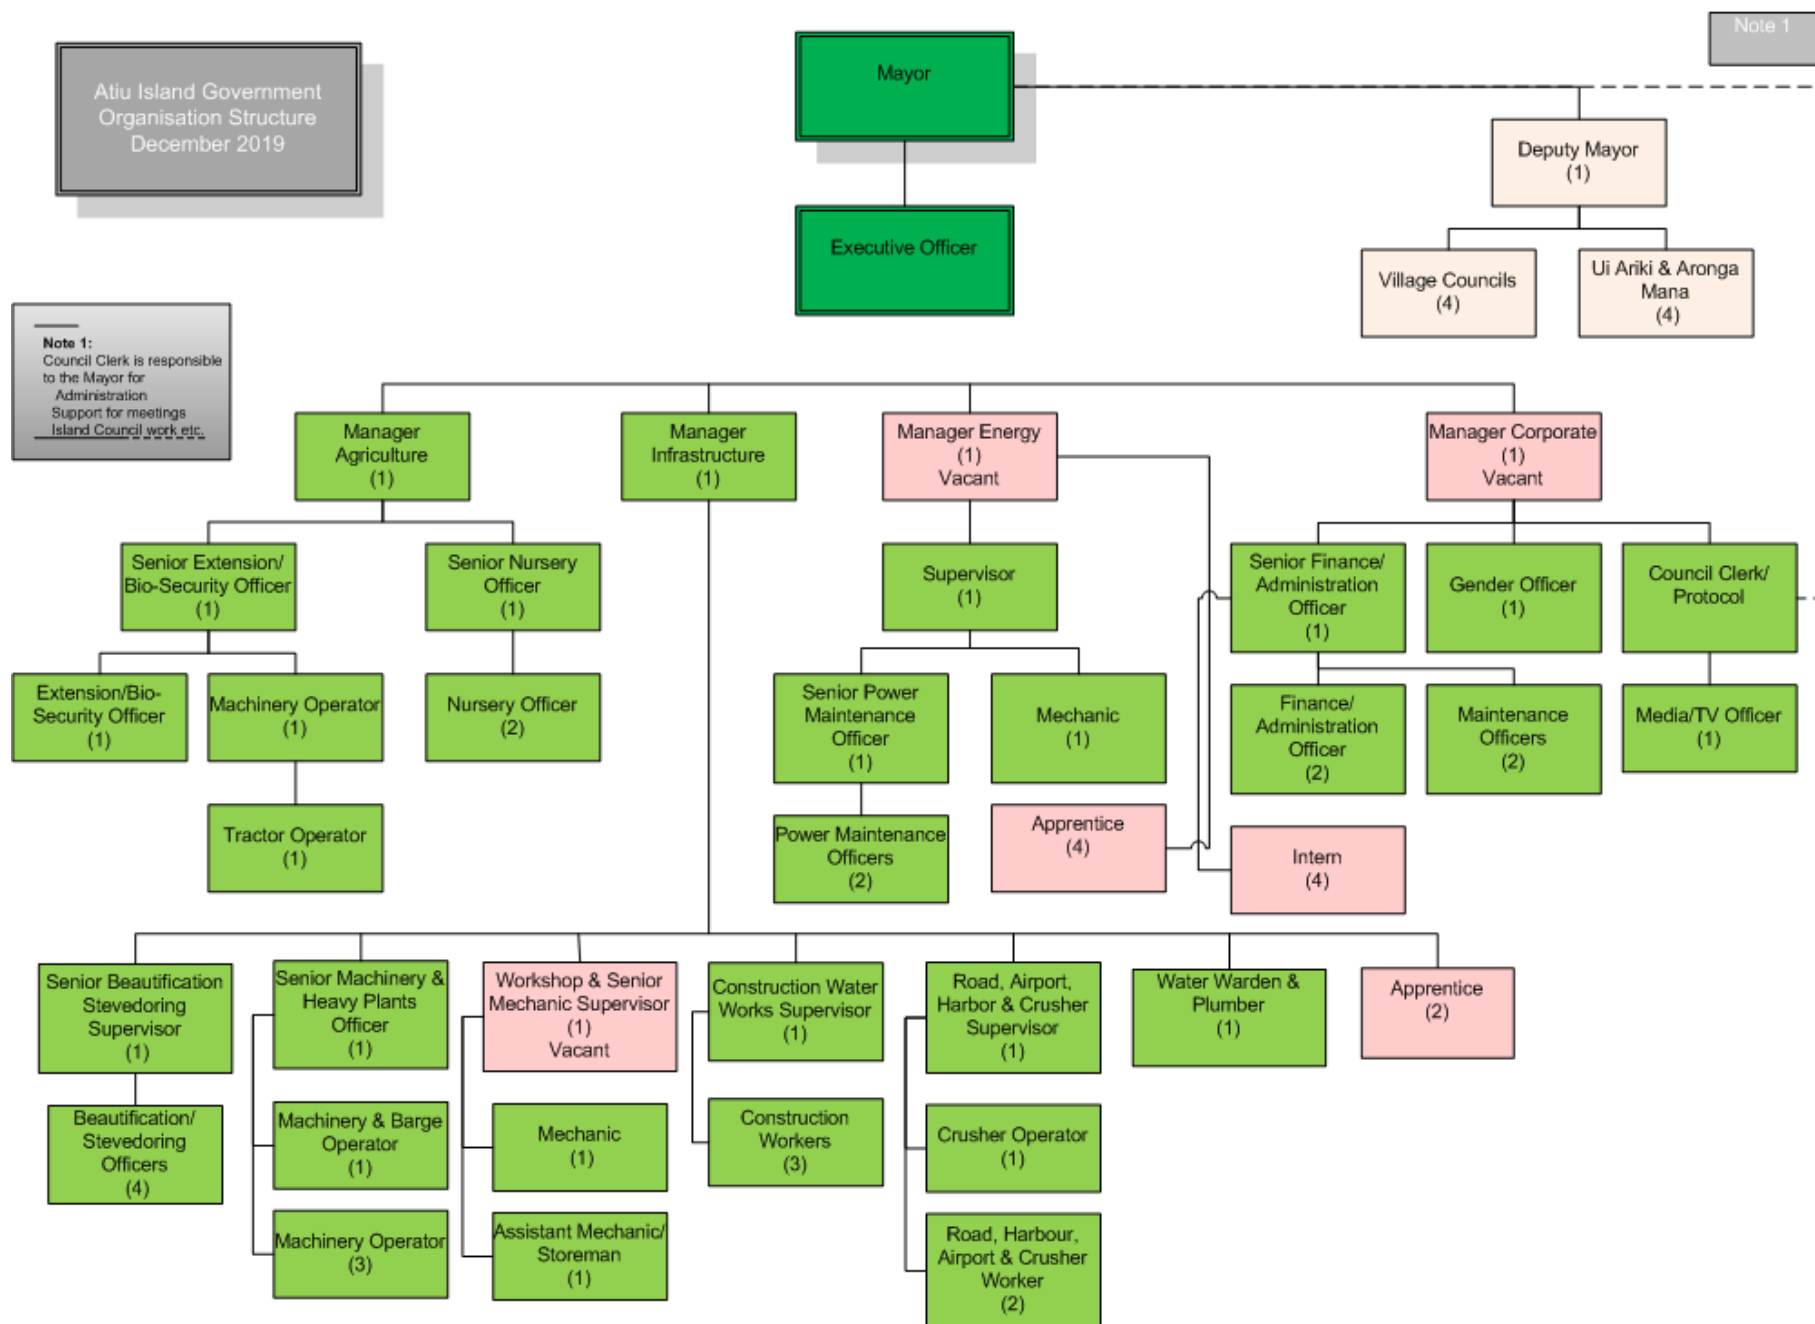 Note 1
Atiu Island Government
Organisation Structure
December 2019
Mayor
Deputy Mayor
(1)
Executive Officer
Village Councils
(4)
Ui Ariki & Aronga
Mana
(4)
Note 1:
Council Clerk is responsible
to the Mayor for
Administration
Support for meetings
Island Council work etc.
Manager
Agriculture
(1)
Manager
Infrastructure
(1)
Manager Energy
(1)
Vacant
Manager Corporate
(1)
Vacant
Senior Extension/
Bio-Security Officer
(1)
Senior Nursery
Officer
(1)
Supervisor
(1)
Senior Finance/
Administration
Officer
(1)
Gender Officer
(1)
Council Clerk/
Protocol
Extension/Bio-
Security Officer
(1)
Machinery Operator
(1)
Nursery Officer
(2)
Senior Power
Maintenance
Officer
(1)
Mechanic
(1)
Finance/
Administration
Officer
(2)
Maintenance
Officers
(2)
Media/TV Officer
(1)
Tractor Operator
(1)
Power Maintenance
Officers
(2)
Apprentice
(4)
Intern
(4)
Senior Beautification
Stevedoring
Supervisor
(1)
Senior Machinery &
Heavy Plants
Officer
(1)
Workshop & Senior
Mechanic Supervisor
(1)
Vacant
Construction Water
Works Supervisor
(1)
Road, Airport,
Harbor & Crusher
Supervisor
(1)
Water Warden &
Plumber
(1)
Apprentice
(2)
Beautification/
Stevedoring
Officers
(4)
Machinery & Barge
Operator
(1)
Mechanic
(1)
Construction
Workers
(3)
Crusher Operator
(1)
Machinery Operator
(3)
Assistant Mechanic/
Storeman
(1)
Road, Harbour,
Airport & Crusher
Worker
(2)